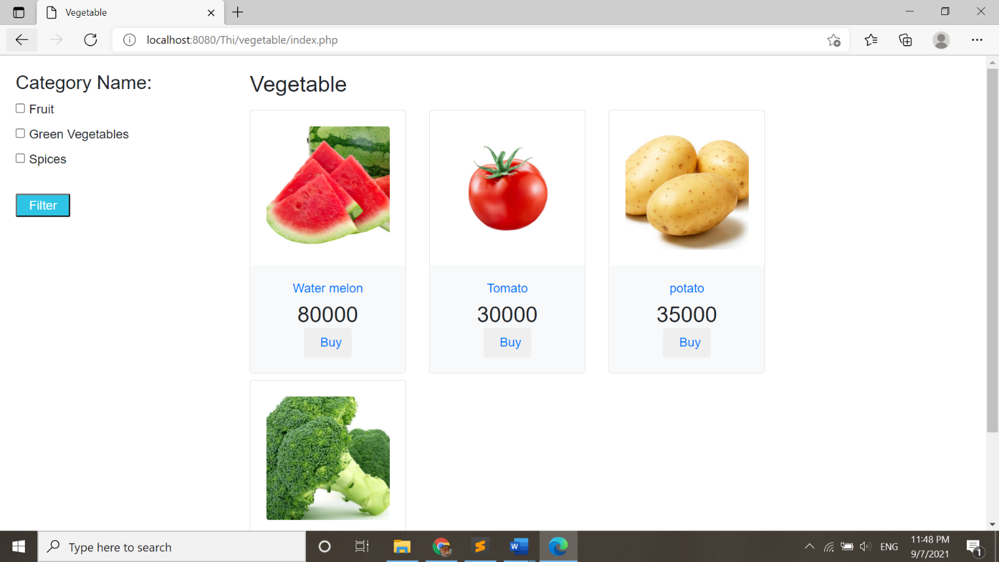 Vegetable
localhost:8080/Thi/vegetable/index.php
Category Name:
Fruit
Green Vegetables
Spices
Filter
Vegetable
Water melon
80000
Buy
Tomato
30000
Buy
potato
35000
Buy
Type here to search
W
ENG
11:48 PM
9/7/2021
1